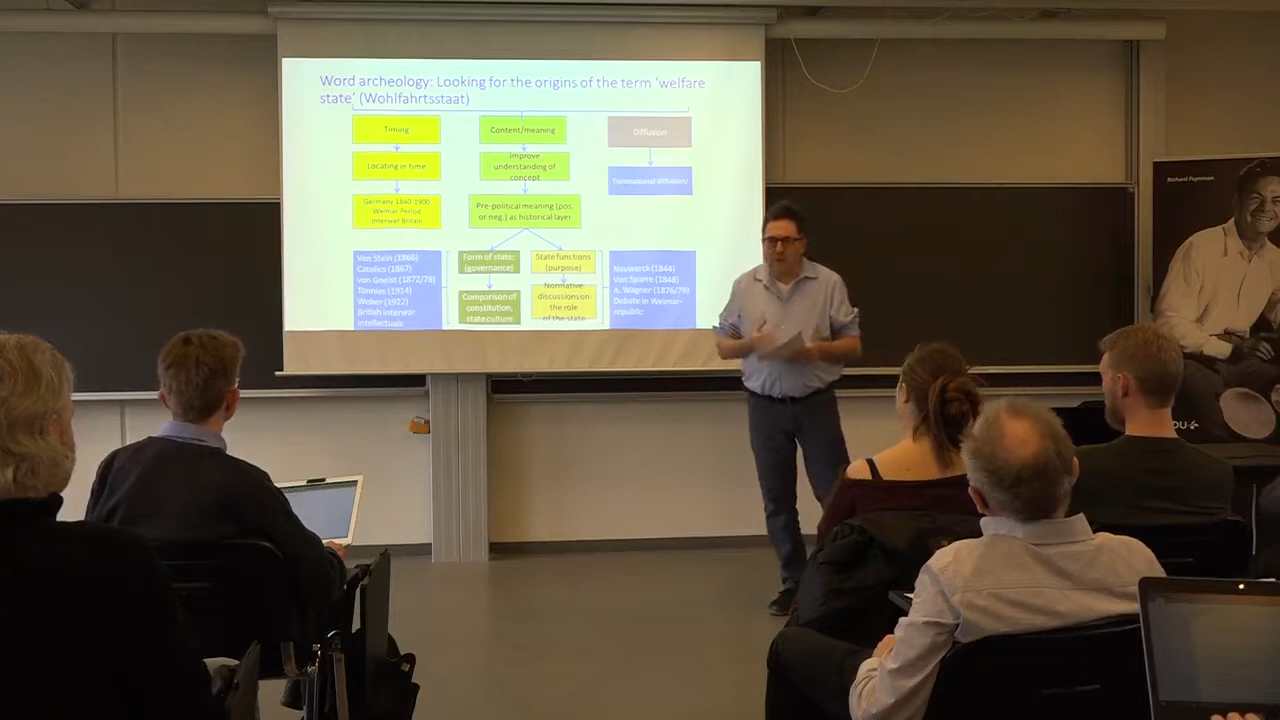 Word archeology: Looking for the origins of the term 'welfare
state' (Wohlfahrtsstaat)
Timing
Content/meaning
Diffusion
Locating in time
Improve
understanding of
concept
Transnational diffusion
Germany 1840-1900
Weimar Period
Interwar Britain
Pre-political meaning (pos.
or neg.) as historical layer
Von Stein (1866)
Catolics (1867)
von Gneist (1872/78)
Tönnies (1914)
Weber (1922)
British interwar
intellectuals
Form of state
(governance)
State functions
(purpose)
Comparison of
constitution,
state culture
Normative
discussions on
the role
of the state
Nauwerck (1844)
Von Sparre (1848)
A. Wagner (1876/79)
Debate in Weimar-
republic
Richard Feynman
DU